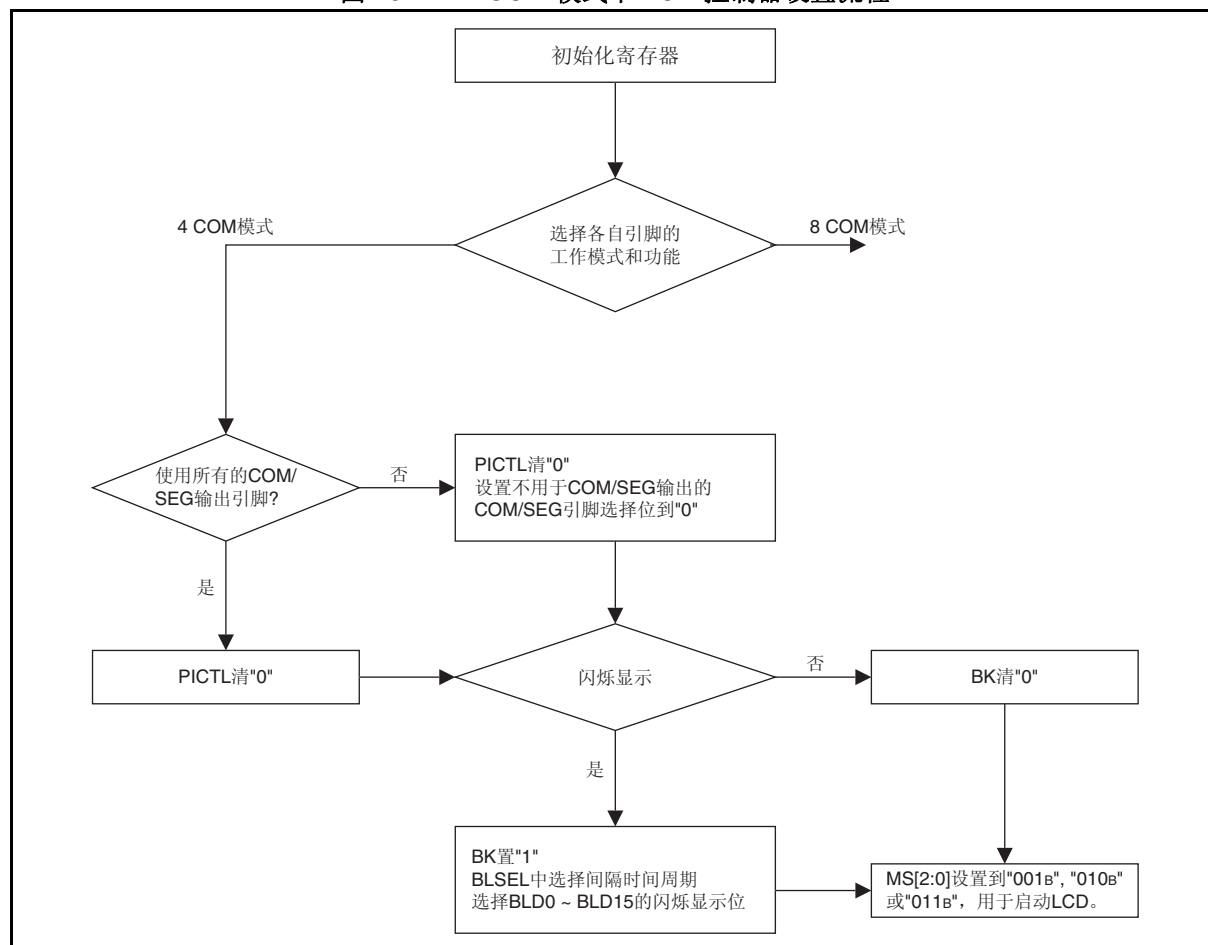 初始化寄存器
4 COM模式
选择各自引脚的
工作模式和功能
8 COM模式
使用所有的COM/
SEG输出引脚?
否
PICTL清"0"
设置不用于COM/SEG输出的
COM/SEG引脚选择位到"0"
是
PICTL清"0"
闪烁显示
否
BK清"0"
是
BK置"1"
BLSEL中选择间隔时间周期
选择BLD0 ~ BLD15的闪烁显示位
MS[2:0]设置到"001B", "010B"
或"011B"，用于启动LCD。